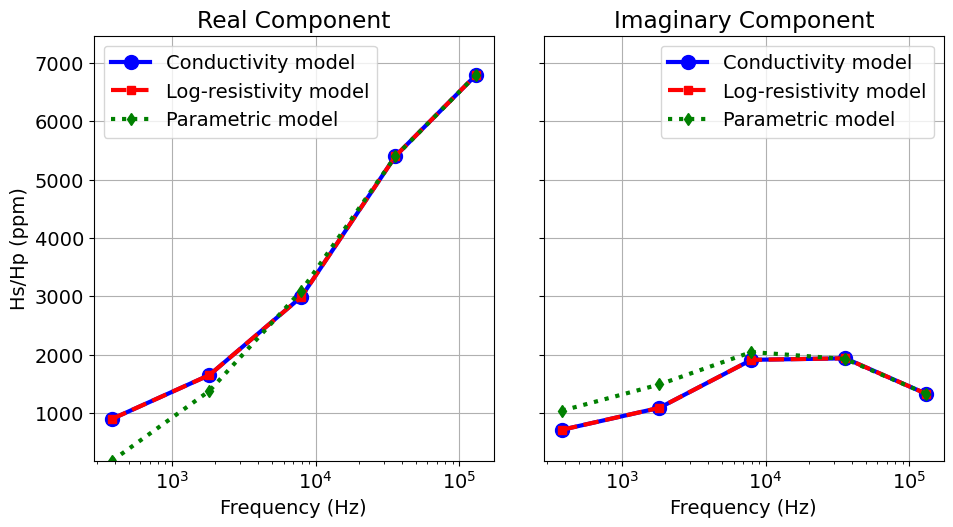 Real Component
Conductivity model
Log-resistivity model
Parametric model
7000
6000
5000
4000
3000
2000
1000
Hs/Hp (ppm)
10³
10⁴
10⁵
Frequency (Hz)
Imaginary Component
Conductivity model
Log-resistivity model
Parametric model
10³
10⁴
10⁵
Frequency (Hz)